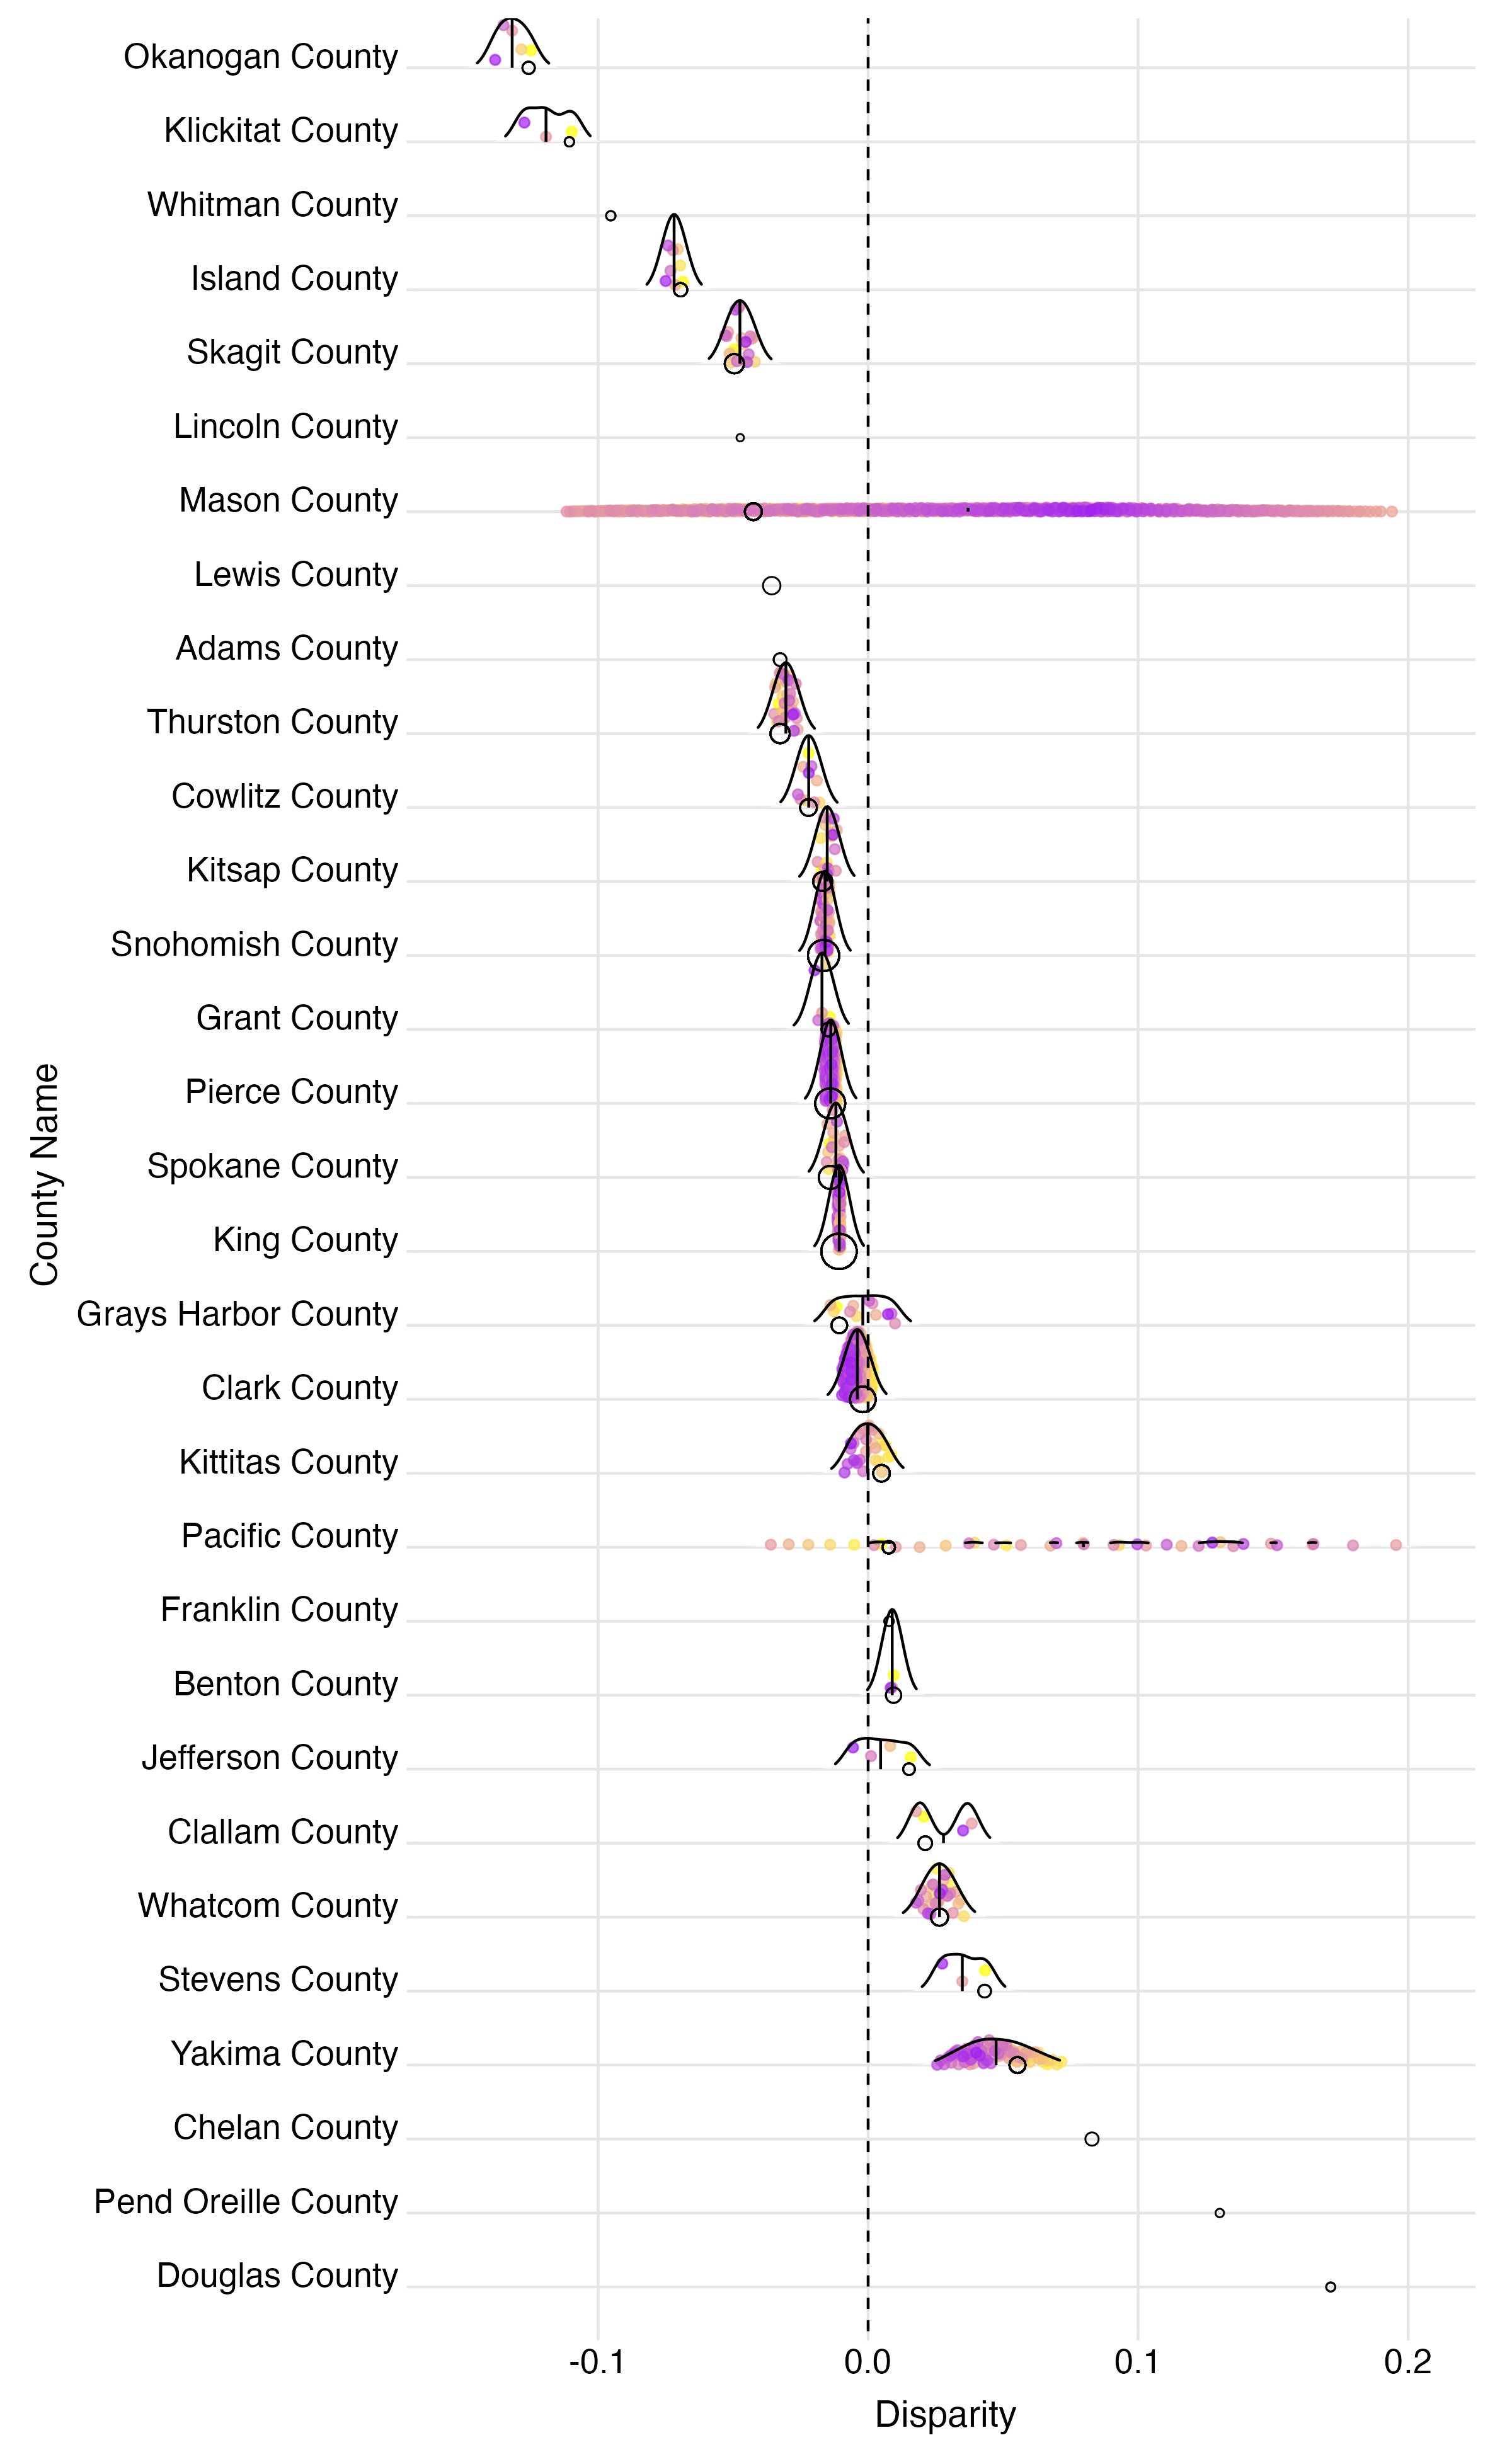 Okanogan County
Klickitat County
Whitman County
Island County
Skagit County
Lincoln County
Mason County
Lewis County
Adams County
Thurston County
Cowlitz County
Kitsap County
Snohomish County
Grant County
Pierce County
Spokane County
King County
Grays Harbor County
Clark County
Kittitas County
Pacific County
Franklin County
Benton County
Jefferson County
Clallam County
Whatcom County
Stevens County
Yakima County
Chelan County
Pend Oreille County
Douglas County
County Name
-0.1 0.0 0.1 0.2
Disparity